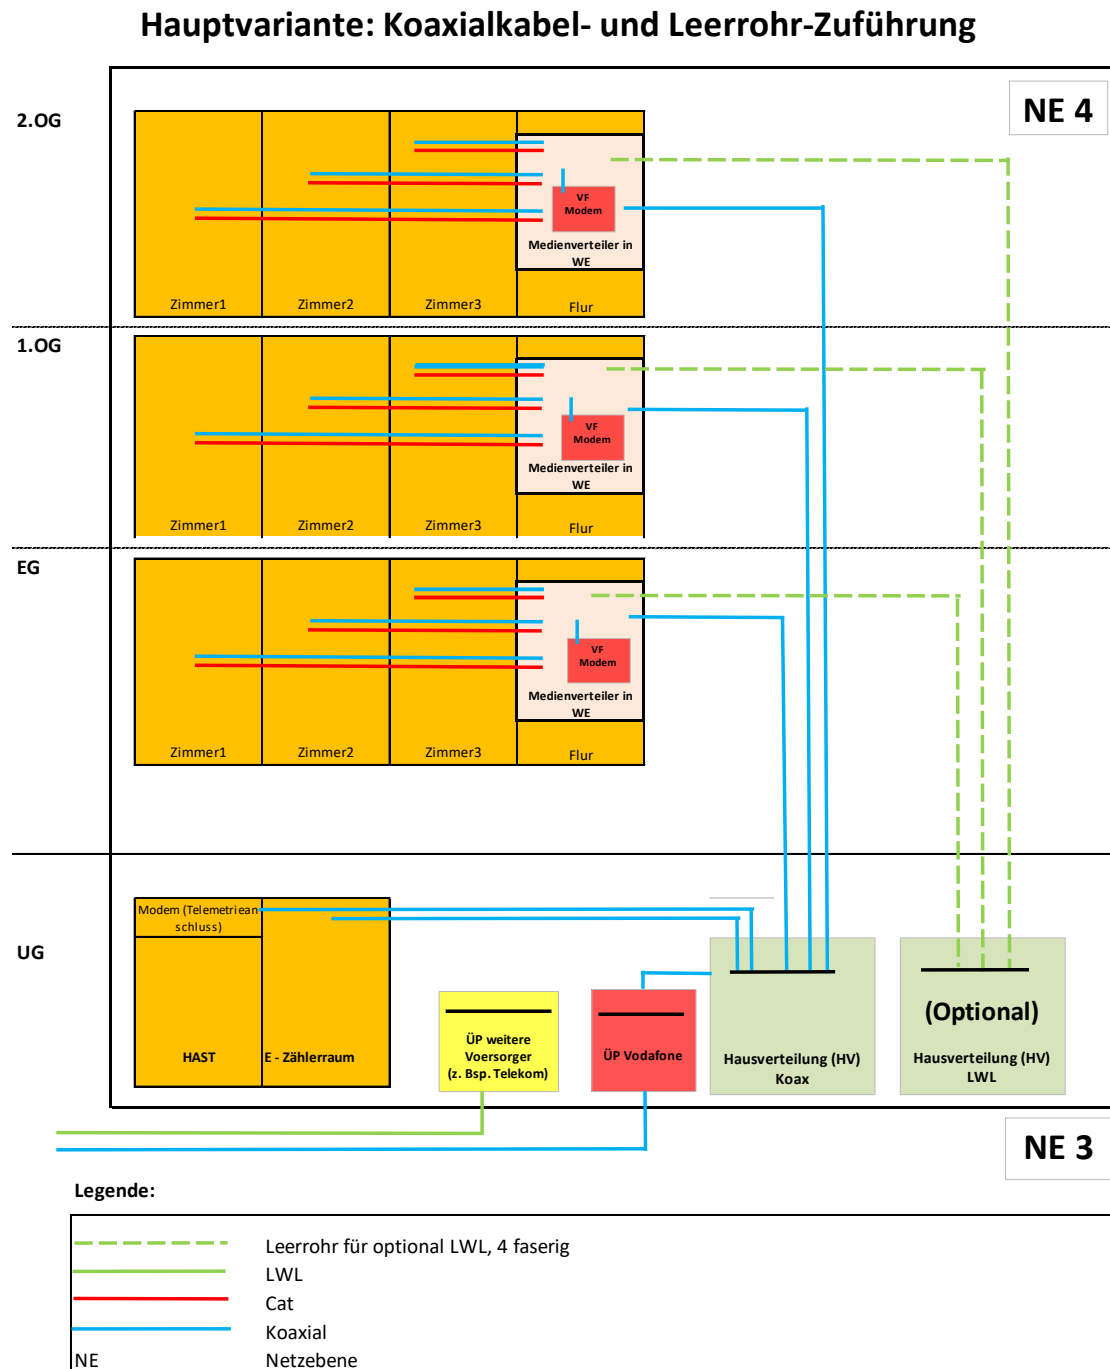 Hauptvariante: Koaxialkabel- und Leerrohr-Zuführung
NE 4
2.OG
VF
Modem
Medienverteiler in
WE
Zimmer1
Zimmer2
Zimmer3
Flur
1.OG
VF
Modem
Medienverteiler in
WE
Zimmer1
Zimmer2
Zimmer3
Flur
EG
VF
Modem
Medienverteiler in
WE
Zimmer1
Zimmer2
Zimmer3
Flur
UG
Modem (Telemetriean
schluss)
HAST
E - Zählerraum
ÜP weitere
Voersorger
(z. Bsp. Telekom)
ÜP Vodafone
Hausverteilung (HV)
Koax
(Optional)
Hausverteilung (HV)
LWL
NE 3
Legende:
Leerrohr für optional LWL, 4 faserig
LWL
Cat
Koaxial
NE Netzebene